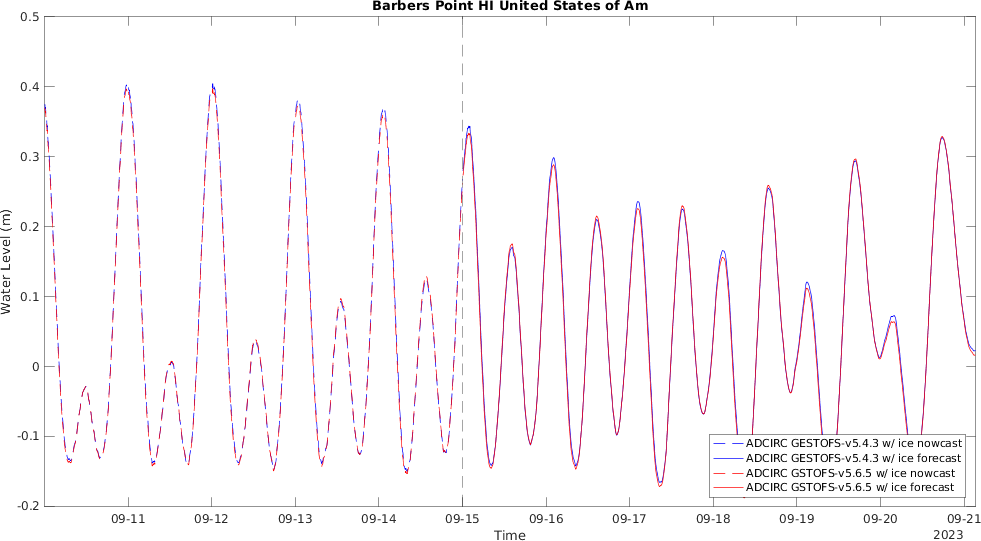 Barbers Point HI United States of Am
0.5
0.4
0.3
0.2
0.1
0
-0.1
-0.2
Water Level (m)
ADCIRC GESTOFS-v5.4.3 w/ ice nowcast
ADCIRC GESTOFS-v5.4.3 w/ ice forecast
ADCIRC GSTOFS-v5.6.5 w/ ice nowcast
ADCIRC GSTOFS-v5.6.5 w/ ice forecast
09-11 09-12 09-13 09-14 09-15 09-16 09-17 09-18 09-19 09-20 09-21
Time
2023